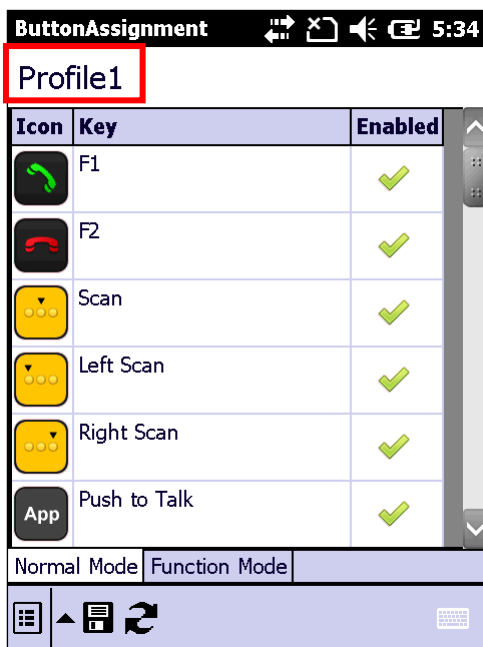 ButtonAssignment 5:34
Profile1
Icon Key Enabled
F1
F2
Scan
Left Scan
Right Scan
App Push to Talk
Normal Mode Function Mode